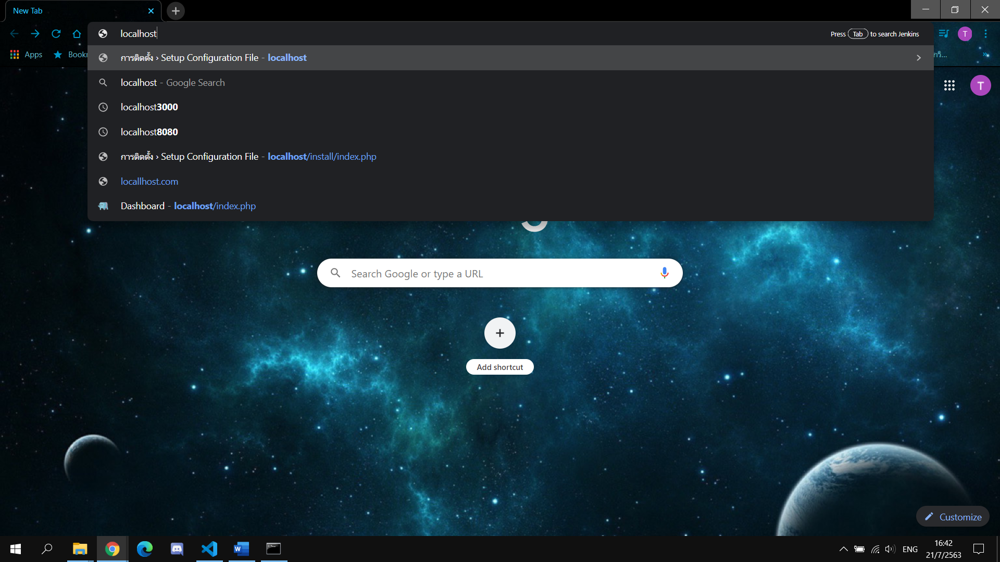 New Tab
localhost
Press Tab to search Jenkins
T
Apps
Bookr
กวิ...
การติดตั้ง › Setup Configuration File - localhost
localhost - Google Search
T
localhost3000
localhost8080
การติดตั้ง › Setup Configuration File - localhost/install/index.php
locallhost.com
Dashboard - localhost/index.php
Search Google or type a URL
Add shortcut
Customize
ENG
16:42
21/7/2563